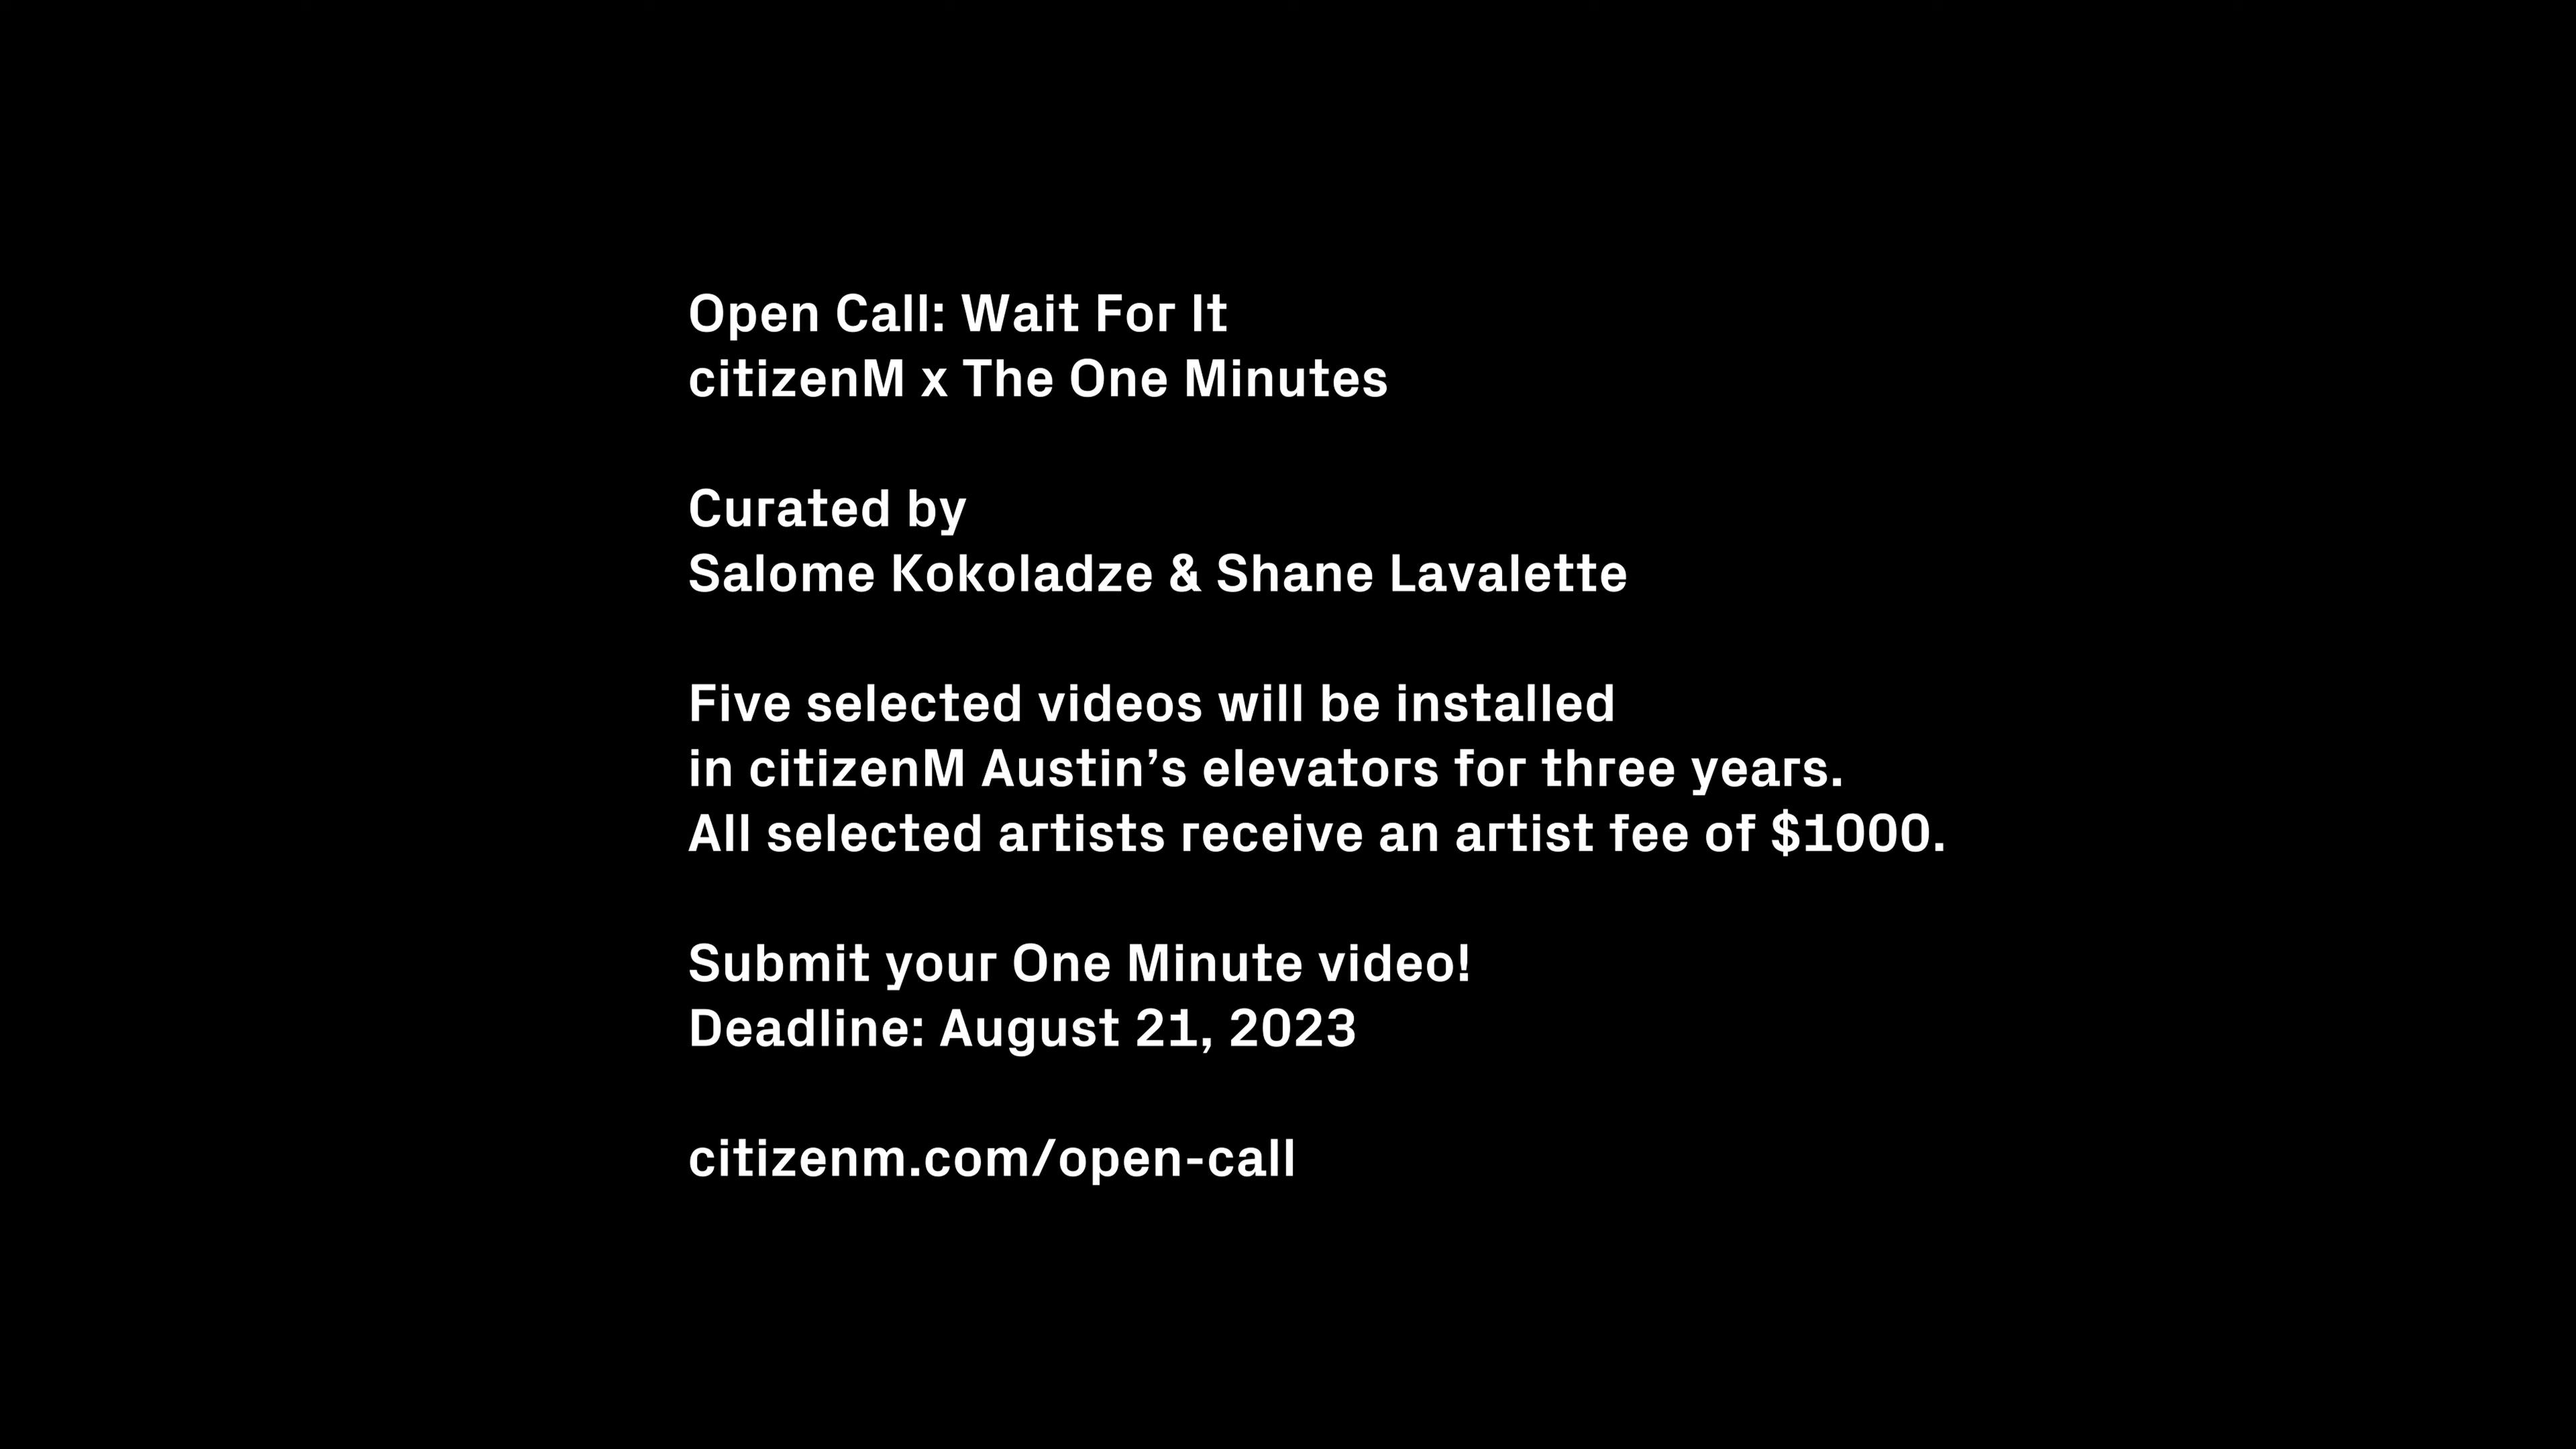 Open Call: Wait For It
citizenM x The One Minutes
Curated by
Salome Kokoladze & Shane Lavalette
Five selected videos will be installed
in citizenM Austin’s elevators for three years.
All selected artists receive an artist fee of $1000.
Submit your One Minute video!
Deadline: August 21, 2023
citizenm.com/open-call